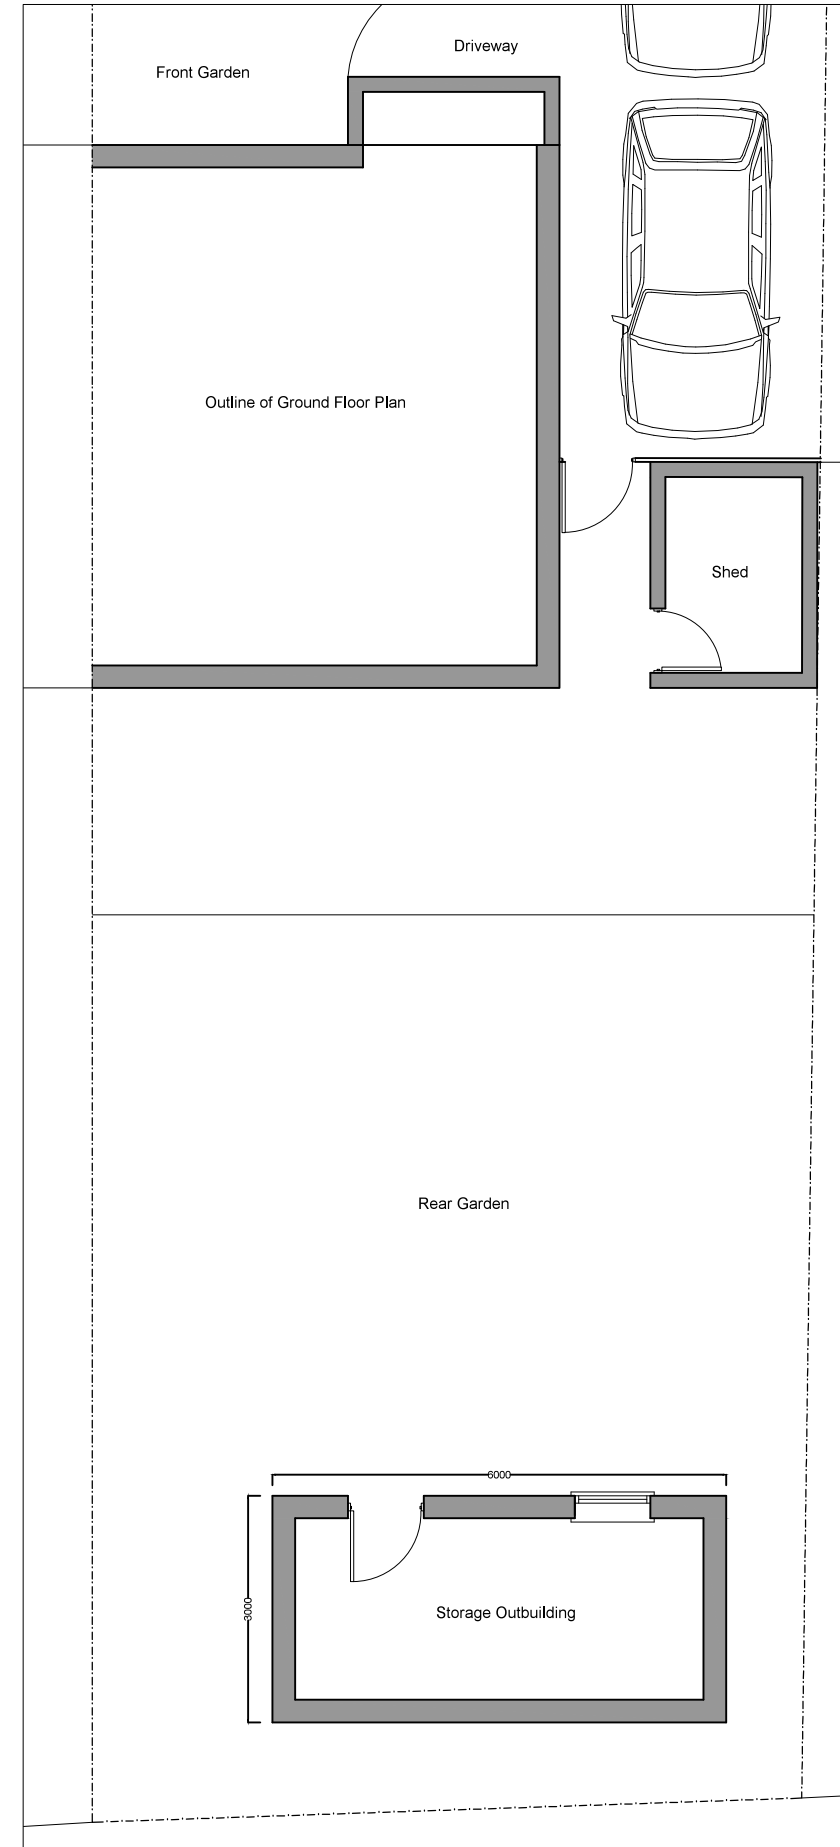 Driveway
Front Garden
Outline of Ground Floor Plan
Shed
Rear Garden
6000
3000
Storage Outbuilding